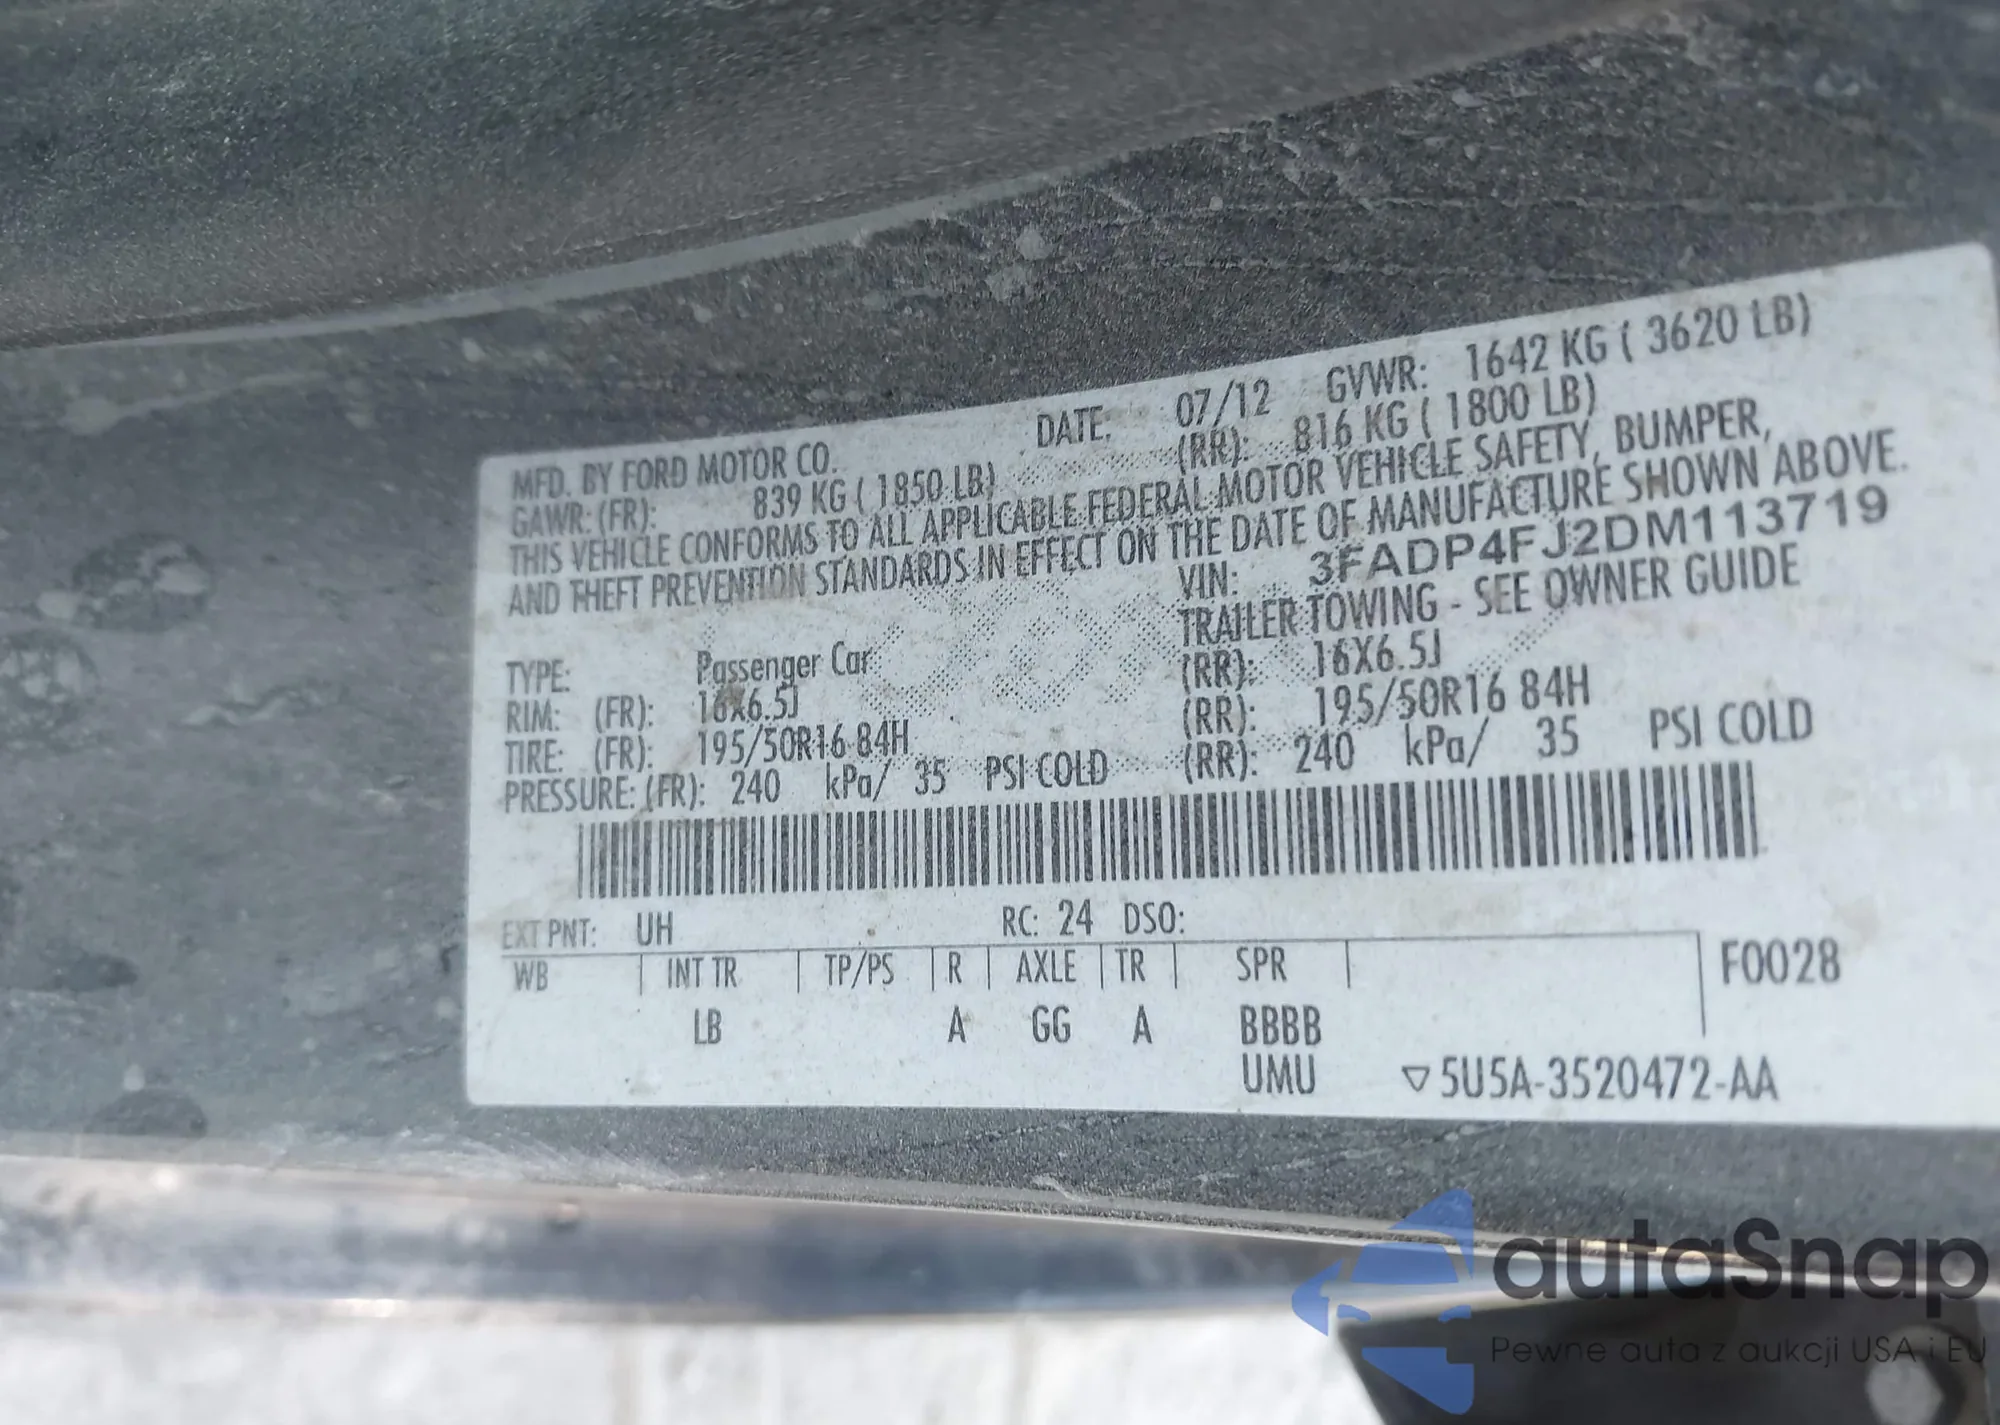 MFD. BY FORD MOTOR CO. DATE: 07/12 GVWR: 1642 KG ( 3620 LB)
GAWR: (FR): 839 KG ( 1850 LB) (RR): 816 KG ( 1800 LB)
THIS VEHICLE CONFORMS TO ALL APPLICABLE FEDERAL MOTOR VEHICLE SAFETY, BUMPER,
AND THEFT PREVENTION STANDARDS IN EFFECT ON THE DATE OF MANUFACTURE SHOWN ABOVE.
VIN: 3FADP4FJ2DM113719
TRAILER TOWING - SEE OWNER GUIDE
TYPE: Passenger Car
RIM: (FR): 16X6.5J (RR): 16X6.5J
TIRE: (FR): 195/50R16 84H (RR): 195/50R16 84H
PRESSURE: (FR): 240 kPa/ 35 PSI COLD (RR): 240 kPa/ 35 PSI COLD
EXT PNT: UH RC: 24 DSO:
WB | INT TR | TP/PS | R | AXLE | TR | SPR | F0028
LB A GG A BBBB
UMU ▽5U5A-3520472-AA
autaSnap
Pewne auta z aukcji USA i EU